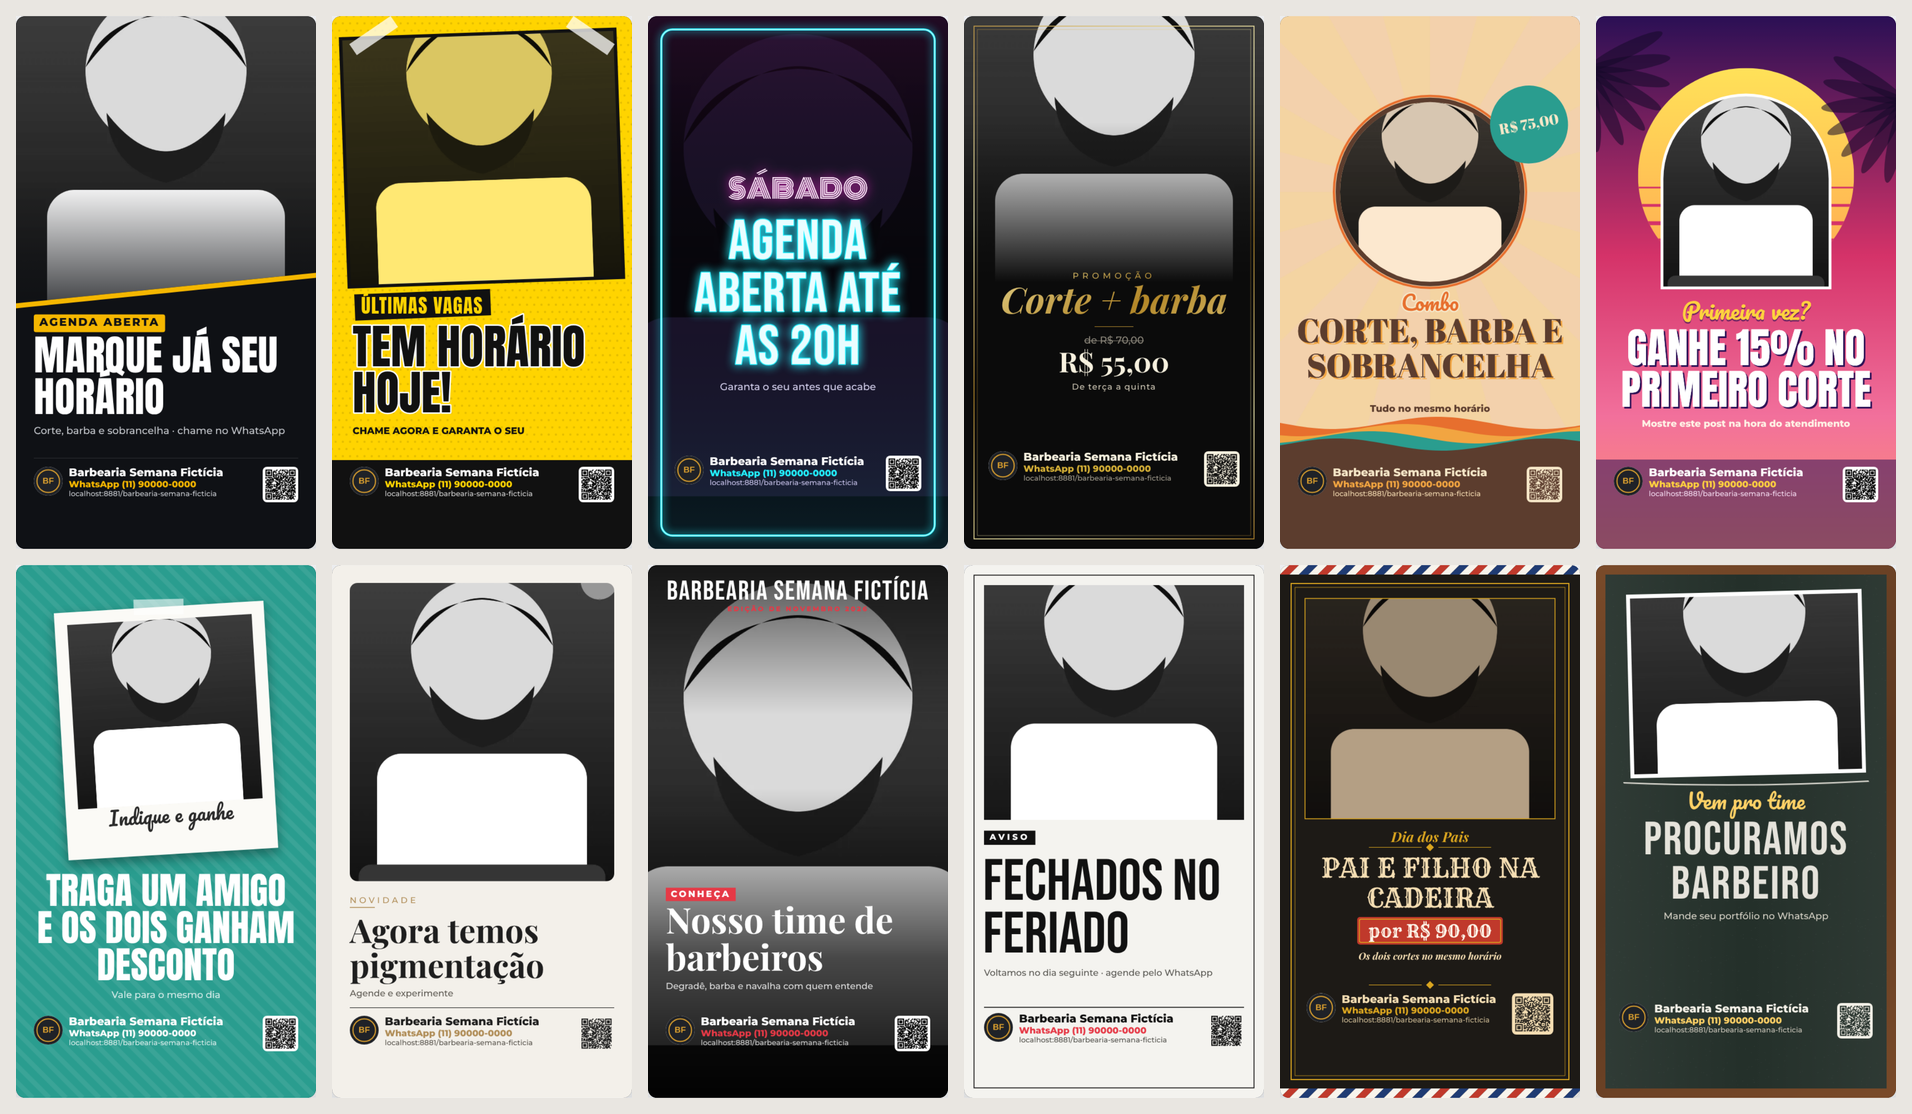 AGENDA ABERTA
MARQUE JÁ SEU
HORÁRIO
Corte, barba e sobrancelha · chame no WhatsApp
BF
Barbearia Semana Fictícia
WhatsApp (11) 90000-0000
localhost:8881/barbearia-semana-ficticia
ÚLTIMAS VAGAS
TEM HORÁRIO
HOJE!
CHAME AGORA E GARANTA O SEU
BF
Barbearia Semana Fictícia
WhatsApp (11) 90000-0000
localhost:8881/barbearia-semana-ficticia
SÁBADO
AGENDA
ABERTA ATÉ
AS 20H
Garanta o seu antes que acabe
BF
Barbearia Semana Fictícia
WhatsApp (11) 90000-0000
localhost:8881/barbearia-semana-ficticia
PROMOÇÃO
Corte + barba
de R$ 70,00
R$ 55,00
De terça a quinta
BF
Barbearia Semana Fictícia
WhatsApp (11) 90000-0000
localhost:8881/barbearia-semana-ficticia
R$ 75,00
Combo
CORTE, BARBA E
SOBRANCELHA
Tudo no mesmo horário
BF
Barbearia Semana Fictícia
WhatsApp (11) 90000-0000
localhost:8881/barbearia-semana-ficticia
Primeira vez?
GANHE 15% NO
PRIMEIRO CORTE
Mostre este post na hora do atendimento
BF
Barbearia Semana Fictícia
WhatsApp (11) 90000-0000
localhost:8881/barbearia-semana-ficticia
Indique e ganhe
TRAGA UM AMIGO
E OS DOIS GANHAM
DESCONTO
Vale para o mesmo dia
BF
Barbearia Semana Fictícia
WhatsApp (11) 90000-0000
localhost:8881/barbearia-semana-ficticia
NOVIDADE
Agora temos
pigmentação
Agende e experimente
BF
Barbearia Semana Fictícia
WhatsApp (11) 90000-0000
localhost:8881/barbearia-semana-ficticia
BARBEARIA SEMANA FICTÍCIA
CONHEÇA
Nosso time de
barbeiros
Degradê, barba e navalha com quem entende
BF
Barbearia Semana Fictícia
WhatsApp (11) 90000-0000
localhost:8881/barbearia-semana-ficticia
AVISO
FECHADOS NO
FERIADO
Voltamos no dia seguinte · agende pelo WhatsApp
BF
Barbearia Semana Fictícia
WhatsApp (11) 90000-0000
localhost:8881/barbearia-semana-ficticia
Dia dos Pais
PAI E FILHO NA
CADEIRA
por R$ 90,00
Os dois cortes no mesmo horário
BF
Barbearia Semana Fictícia
WhatsApp (11) 90000-0000
localhost:8881/barbearia-semana-ficticia
Vem pro time
PROCURAMOS
BARBEIRO
Mande seu portfólio no WhatsApp
BF
Barbearia Semana Fictícia
WhatsApp (11) 90000-0000
localhost:8881/barbearia-semana-ficticia